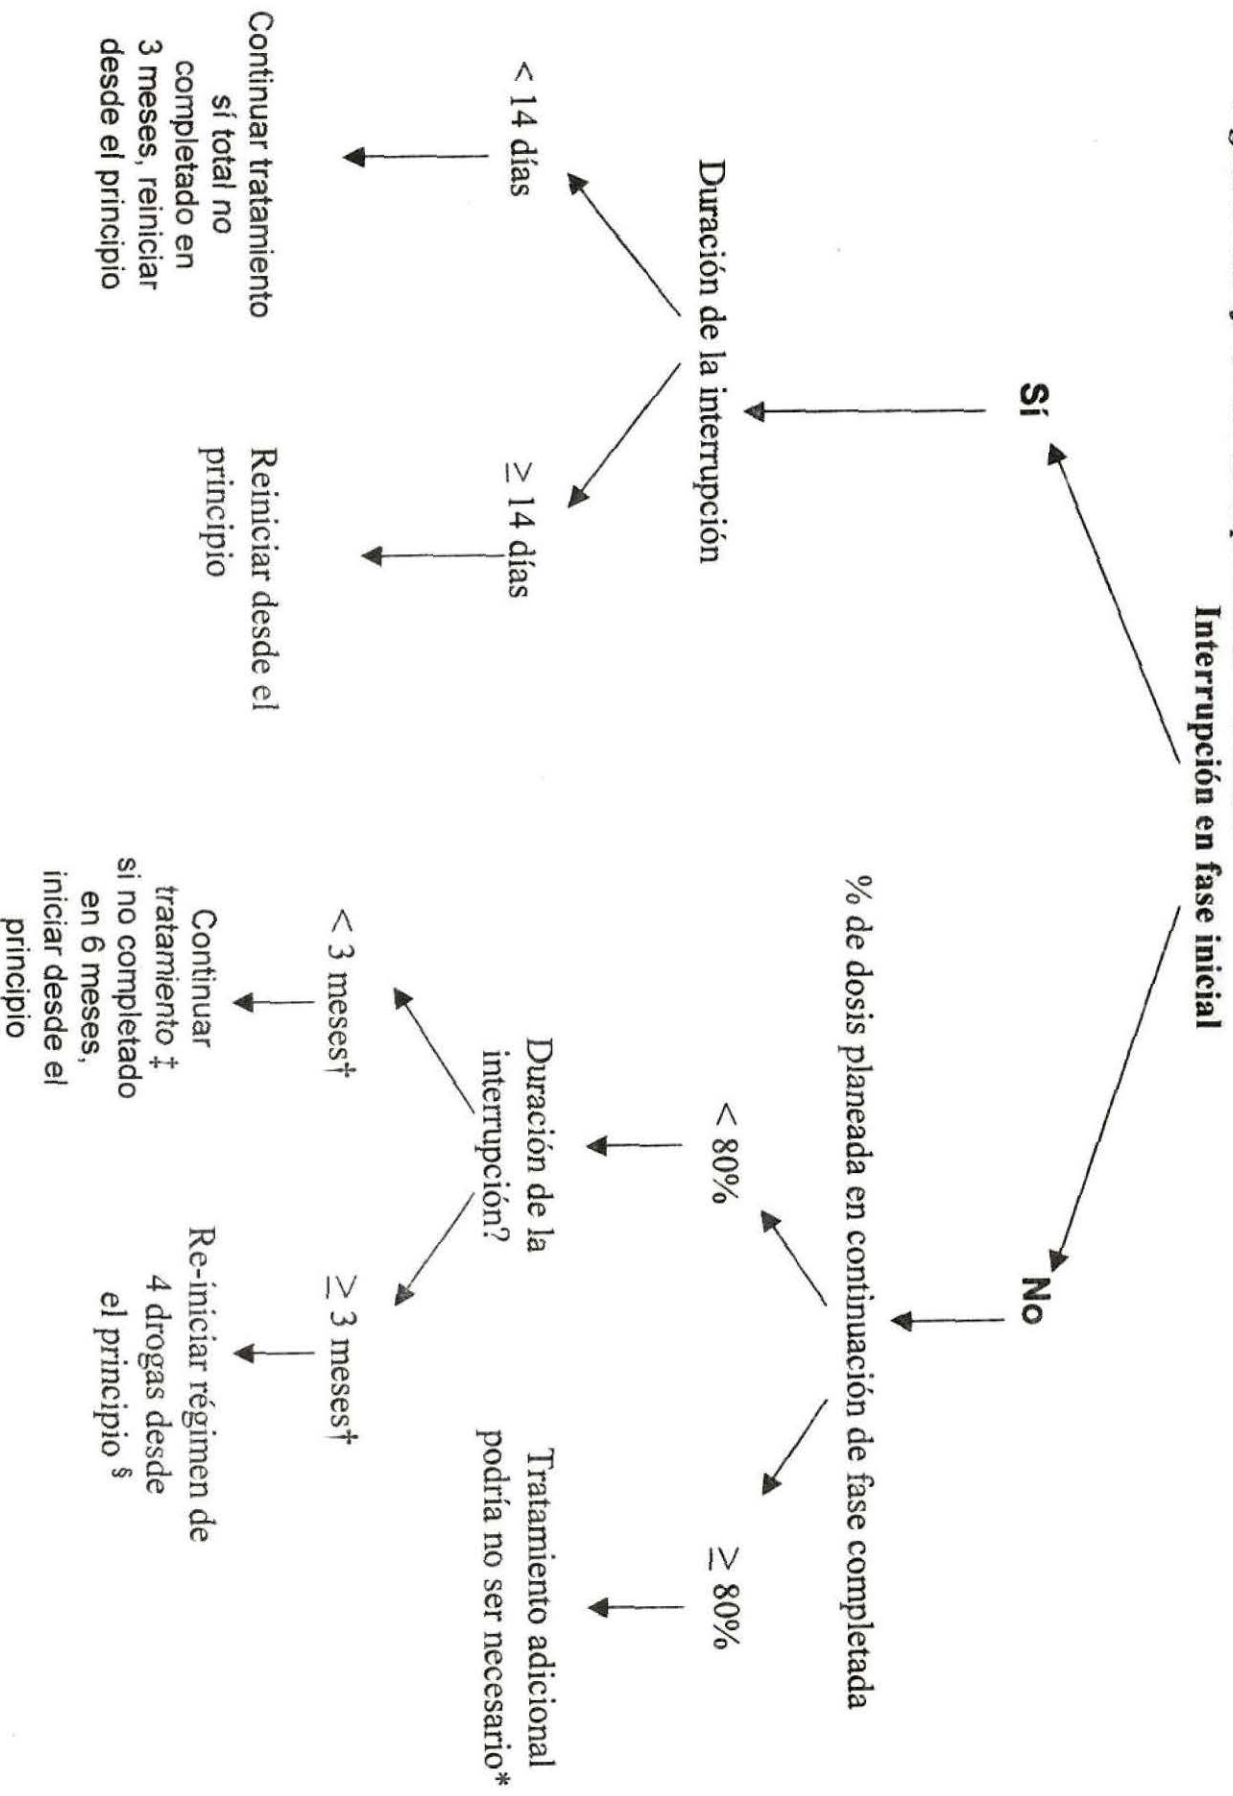 Interrupción en fase inicial
Sí
No
Duración de la interrupción
% de dosis planeada en continuación de fase completada
< 14 días
≥ 14 días
< 80%
≥ 80%
Continuar tratamiento
sí total no
completado en
3 meses, reiniciar
desde el principio
Reiniciar desde el
principio
Duración de la
interrupción?
Tratamiento adicional
podría no ser necesario*
< 3 meses†
≥ 3 meses†
Continuar
tratamiento ‡
si no completado
en 6 meses,
iniciar desde el
principio
Re-iniciar régimen de
4 drogas desde
el principio §